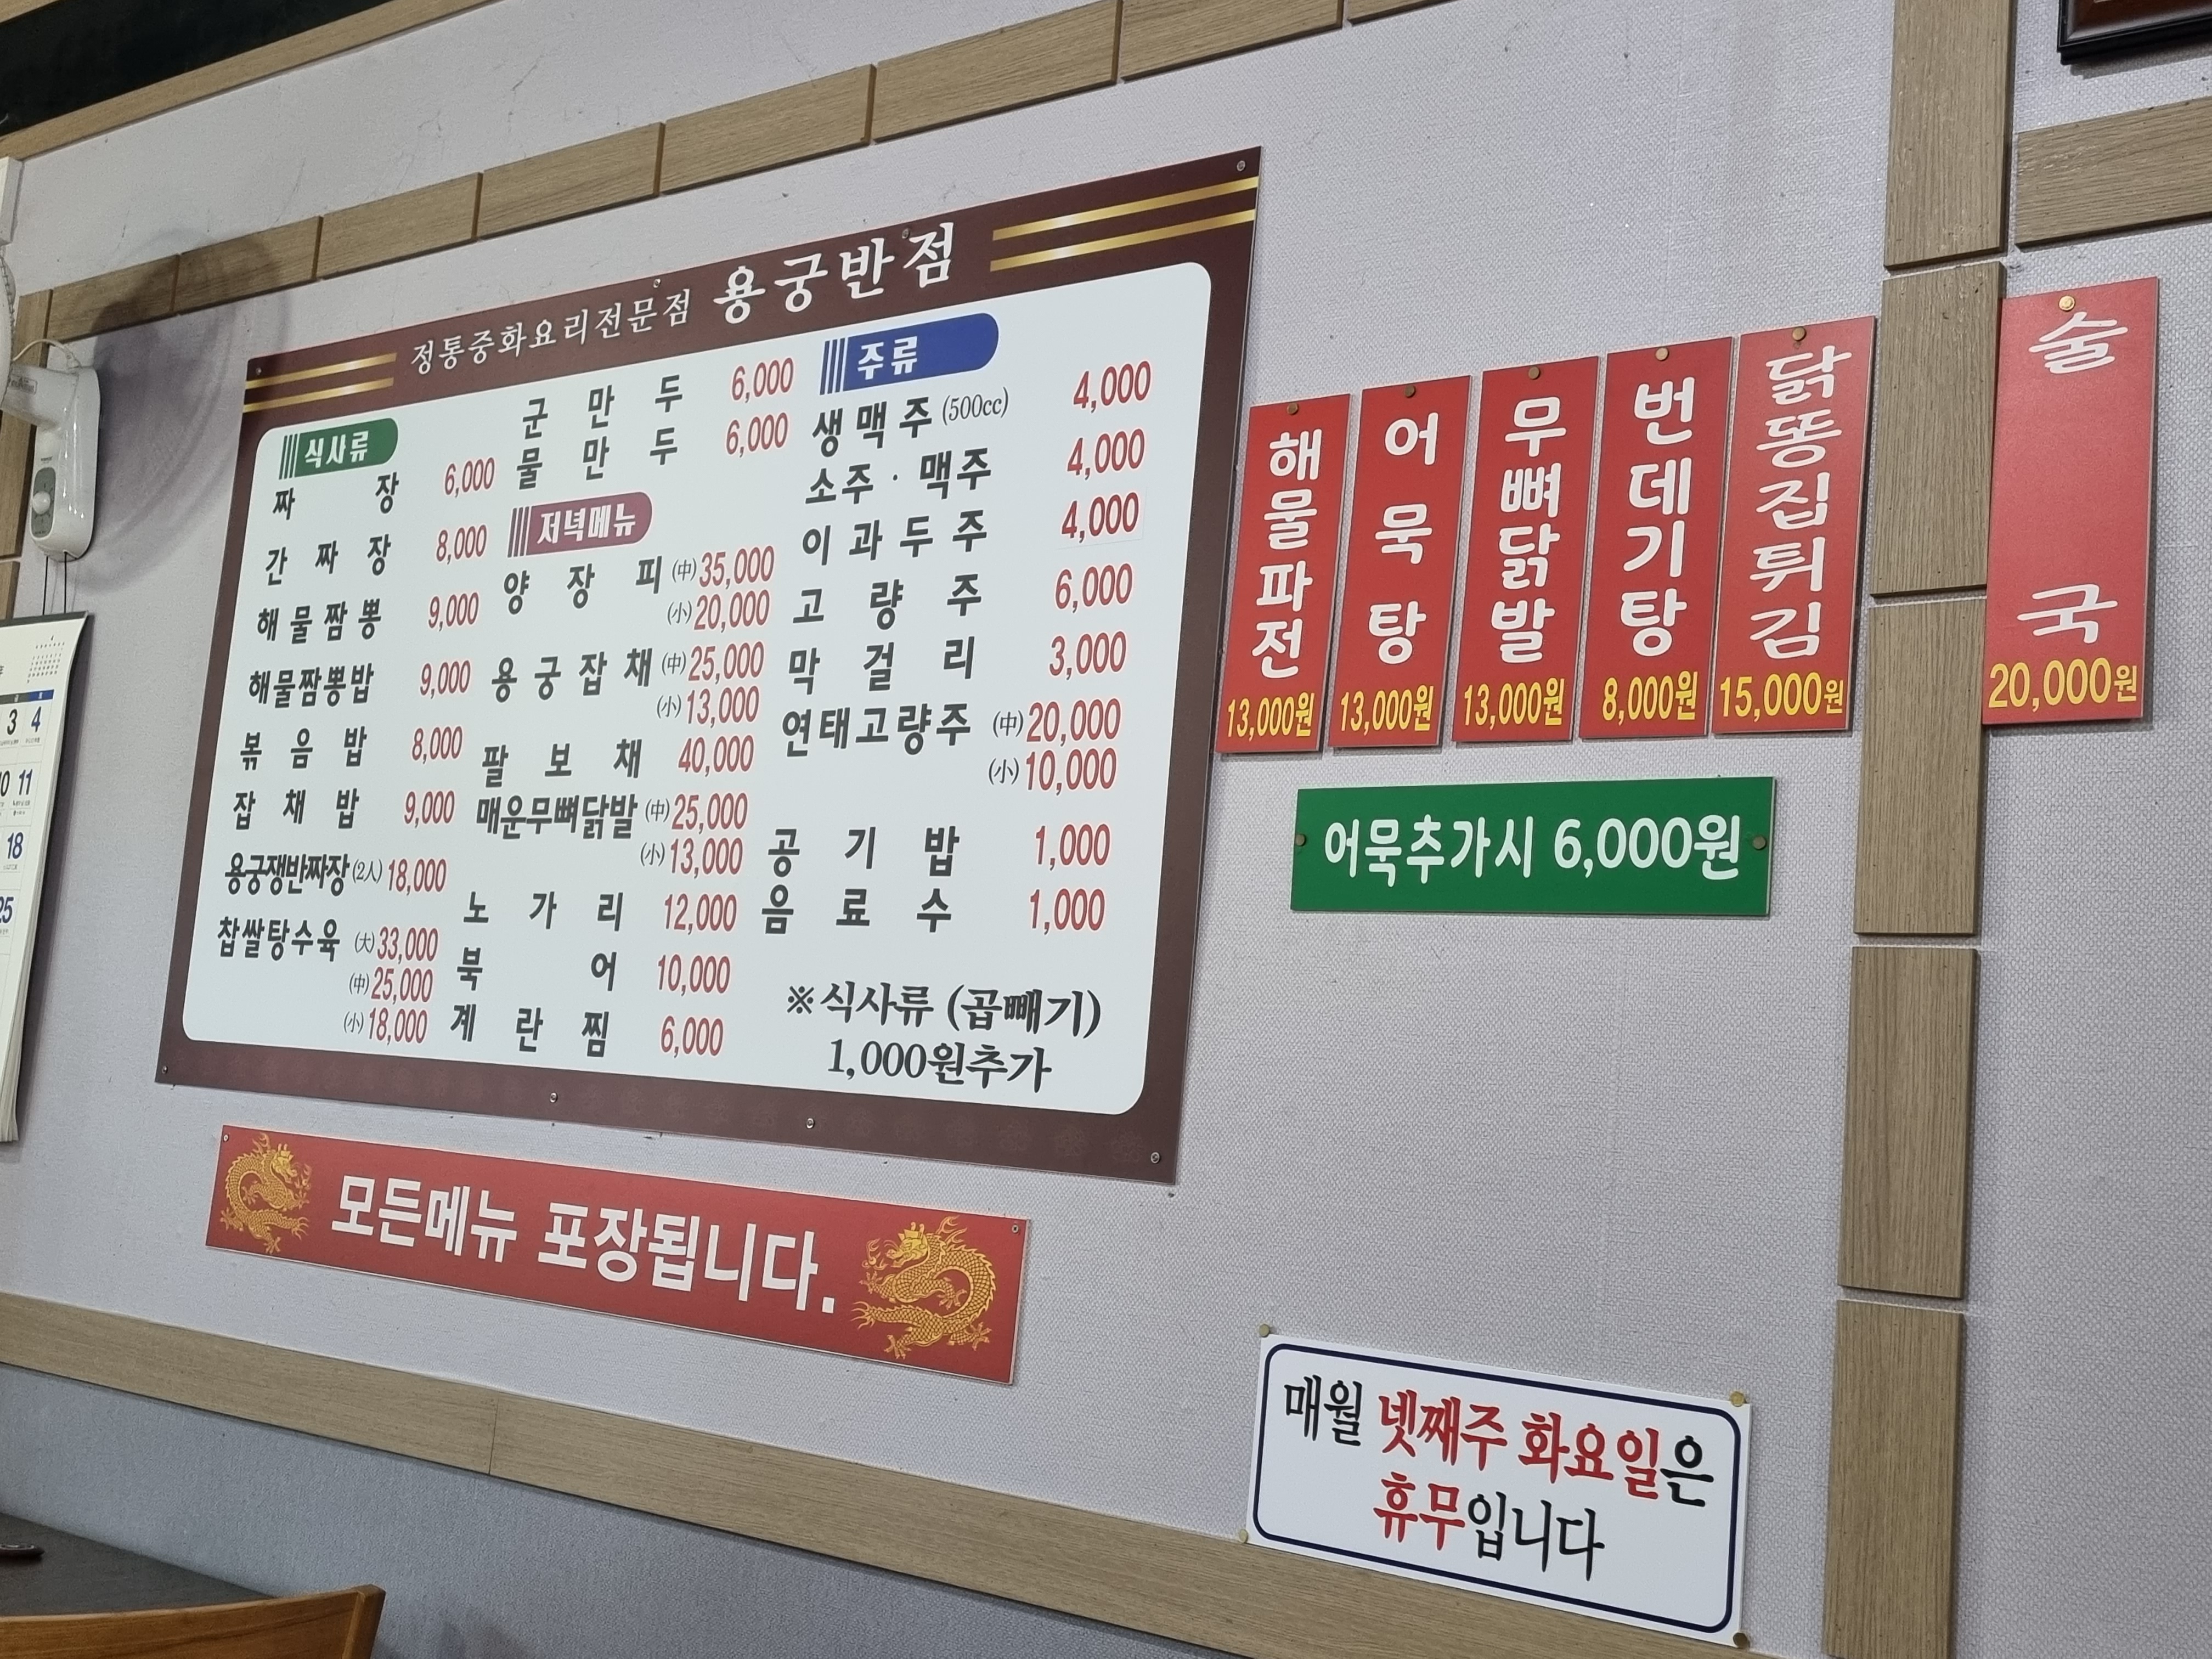 정통중화요리전문점 용궁반점
식사류
짜장 6,000
간짜장 8,000
해물짬뽕 9,000
해물짬뽕밥 9,000
볶음밥 8,000
잡채밥 9,000
용궁쟁반짜장 (2人) 18,000
찹쌀탕수육 (大) 33,000
(中) 25,000
(小) 18,000
군만두 6,000
물만두 6,000
저녁메뉴
양장피 (中) 35,000
(小) 20,000
용궁잡채 (中) 25,000
(小) 13,000
팔보채 40,000
매운무뼈닭발 (中) 25,000
(小) 13,000
노가리 12,000
북어 10,000
계란찜 6,000
주류
생맥주 (500cc) 4,000
소주·맥주 4,000
이과두주 4,000
고량주 6,000
막걸리 3,000
연태고량주 (中) 20,000
(小) 10,000
공기밥 1,000
음료수 1,000
※식사류 (곱빼기)
1,000원추가
해물파전 13,000원
어묵탕 13,000원
무뼈닭발 13,000원
번데기탕 8,000원
닭똥집튀김 15,000원
술국 20,000원
어묵추가시 6,000원
모든메뉴 포장됩니다.
매월 넷째주 화요일은
휴무입니다
3 4
11
18
25